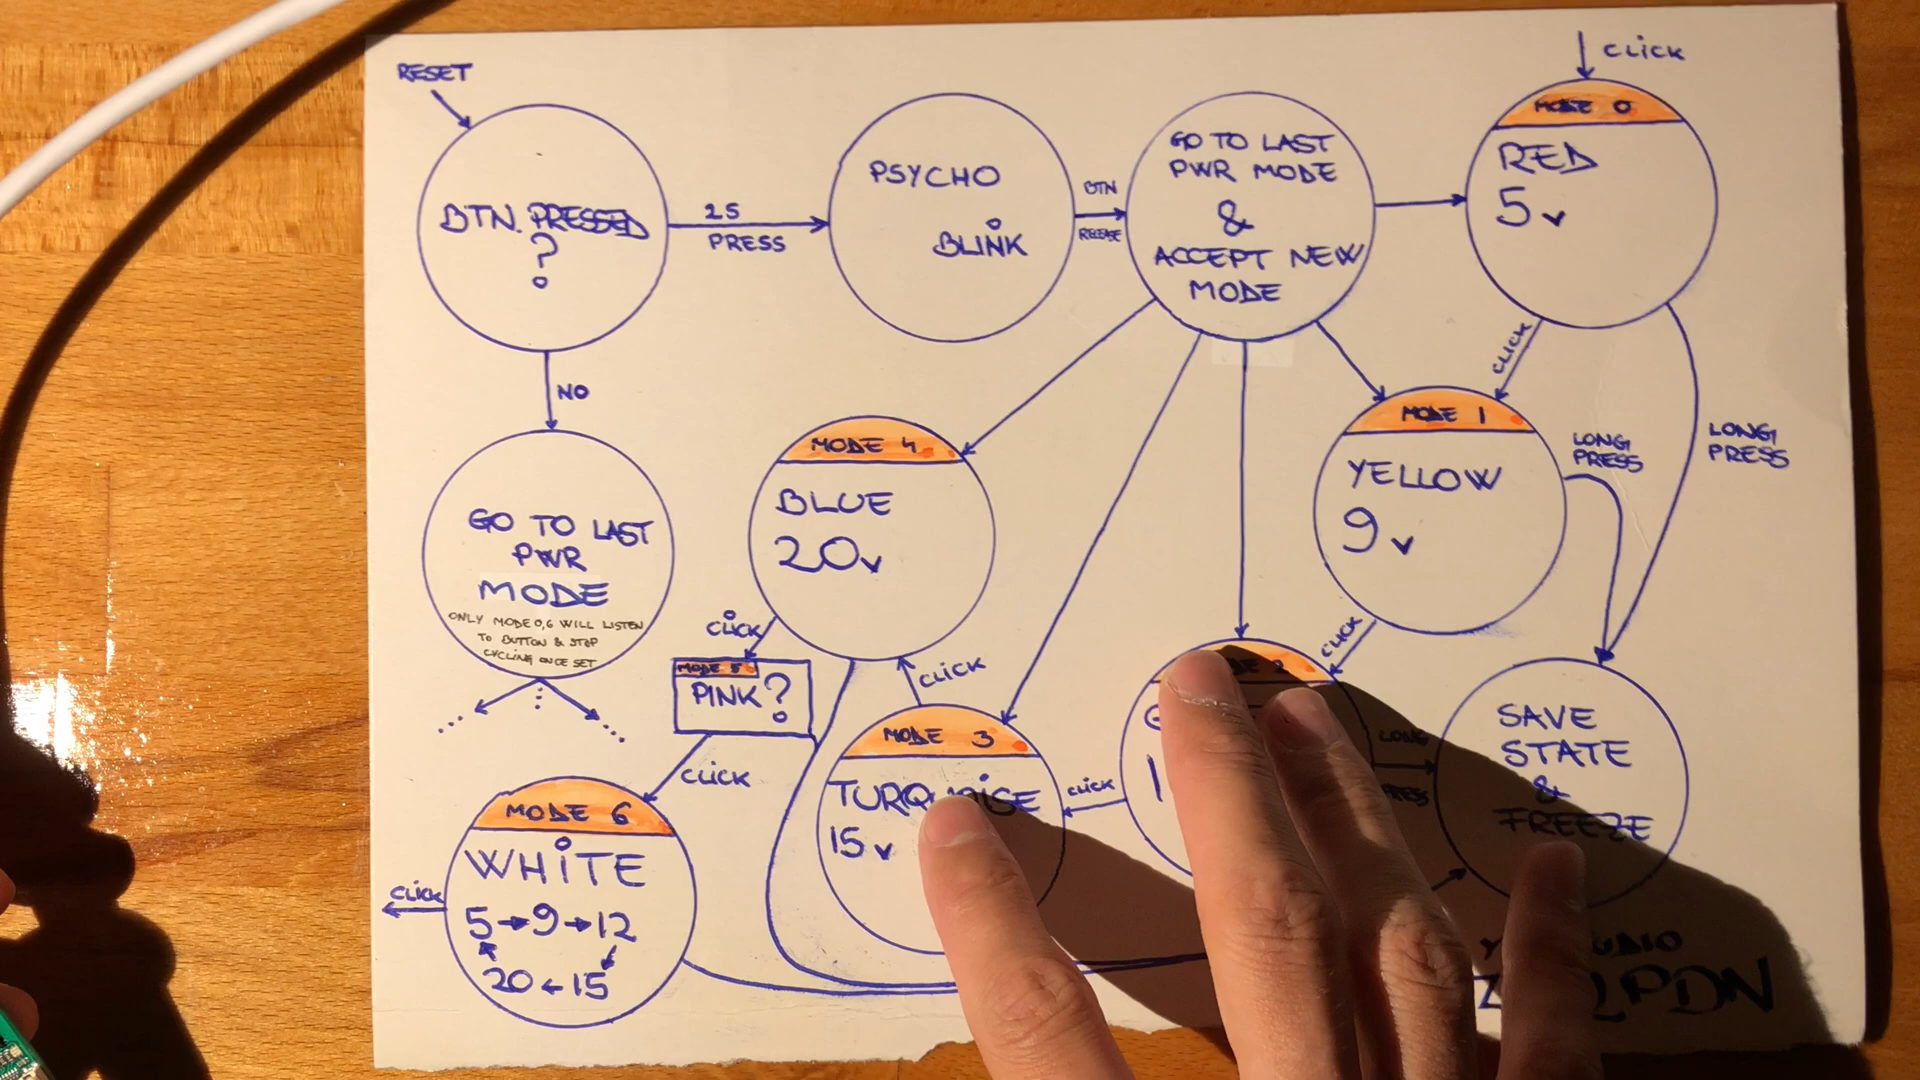 RESET
BTN. PRESSED
?
2S
PRESS
PSYCHO
BLINK
BTN
RELEASE
GO TO LAST
PWR MODE
&
ACCEPT NEW
MODE
CLICK
MODE 0
RED
5V
CLICK
LONG
PRESS
NO
GO TO LAST
PWR
MODE
ONLY MODE 0,6 WILL LISTEN
TO BUTTON & STOP
CYCLING ONCE SET
MODE 4
BLUE
20V
CLICK
MODE 5
PINK?
CLICK
MODE 1
YELLOW
9V
LONG
PRESS
CLICK
2
MODE 3
TURQUOISE
15V
CLICK
CLICK
LONG
SAVE
STATE
&
FREEZE
MODE 6
WHITE
5→9→12
20←15
CLICK